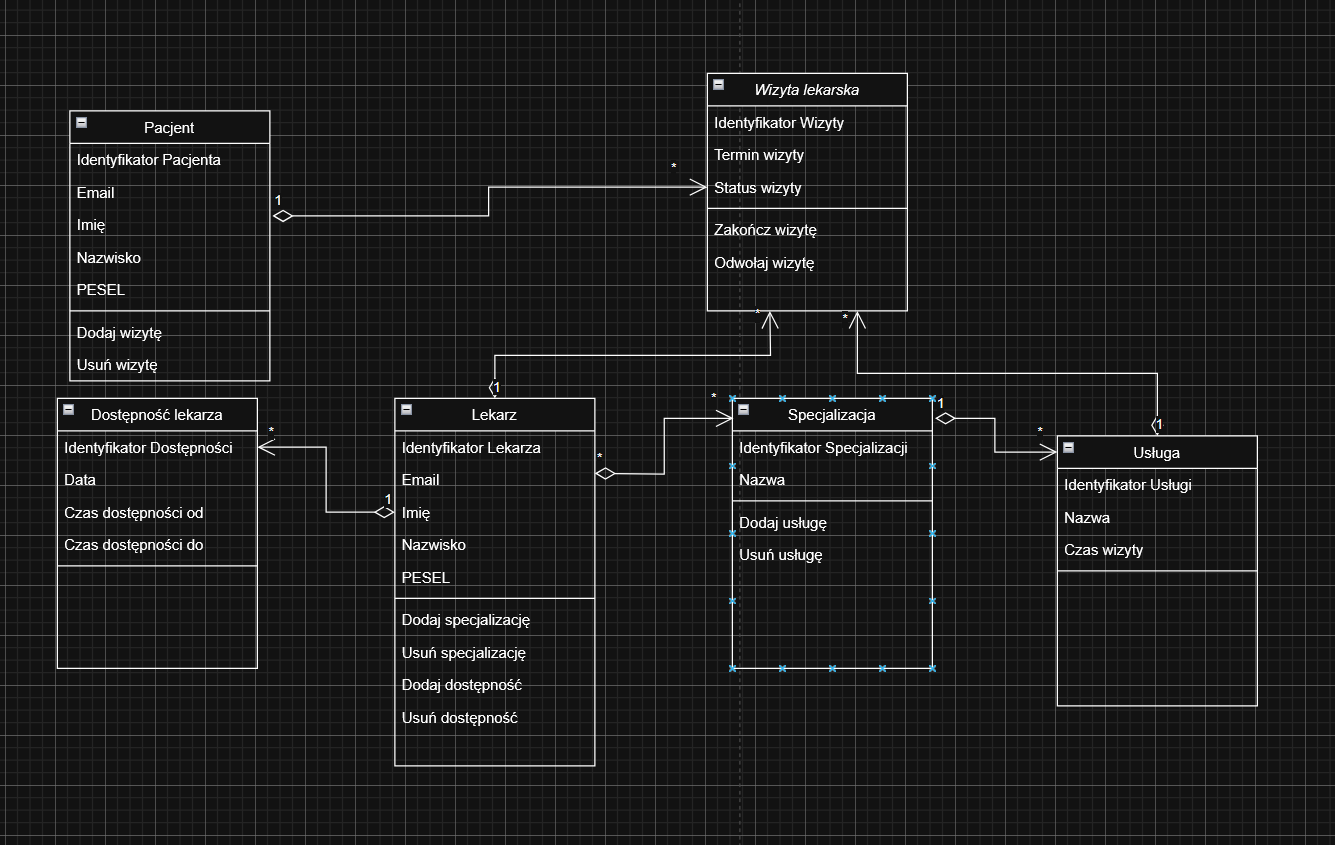 Wizyta lekarska
Identyfikator Wizyty
Termin wizyty
Status wizyty
Zakończ wizytę
Odwołaj wizytę
*
*
*
Pacjent
Identyfikator Pacjenta
Email
Imię
Nazwisko
PESEL
Dodaj wizytę
Usuń wizytę
1
Dostępność lekarza
Identyfikator Dostępności
Data
Czas dostępności od
Czas dostępności do
*
1
1
Lekarz
Identyfikator Lekarza
Email
Imię
Nazwisko
PESEL
Dodaj specjalizację
Usuń specjalizację
Dodaj dostępność
Usuń dostępność
*
*
Specjalizacja
Identyfikator Specjalizacji
Nazwa
Dodaj usługę
Usuń usługę
1
*
1
Usługa
Identyfikator Usługi
Nazwa
Czas wizyty